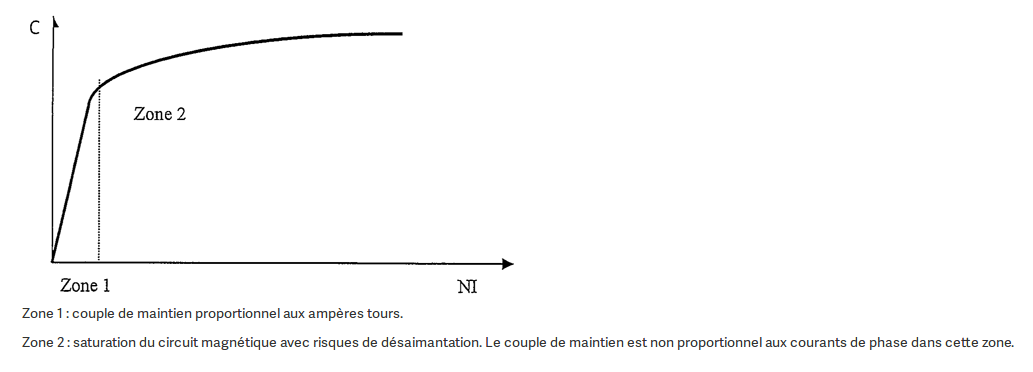 C
Zone 2
Zone 1
NI
Zone 1 : couple de maintien proportionnel aux ampères tours.
Zone 2 : saturation du circuit magnétique avec risques de désaimantation. Le couple de maintien est non proportionnel aux courants de phase dans cette zone.